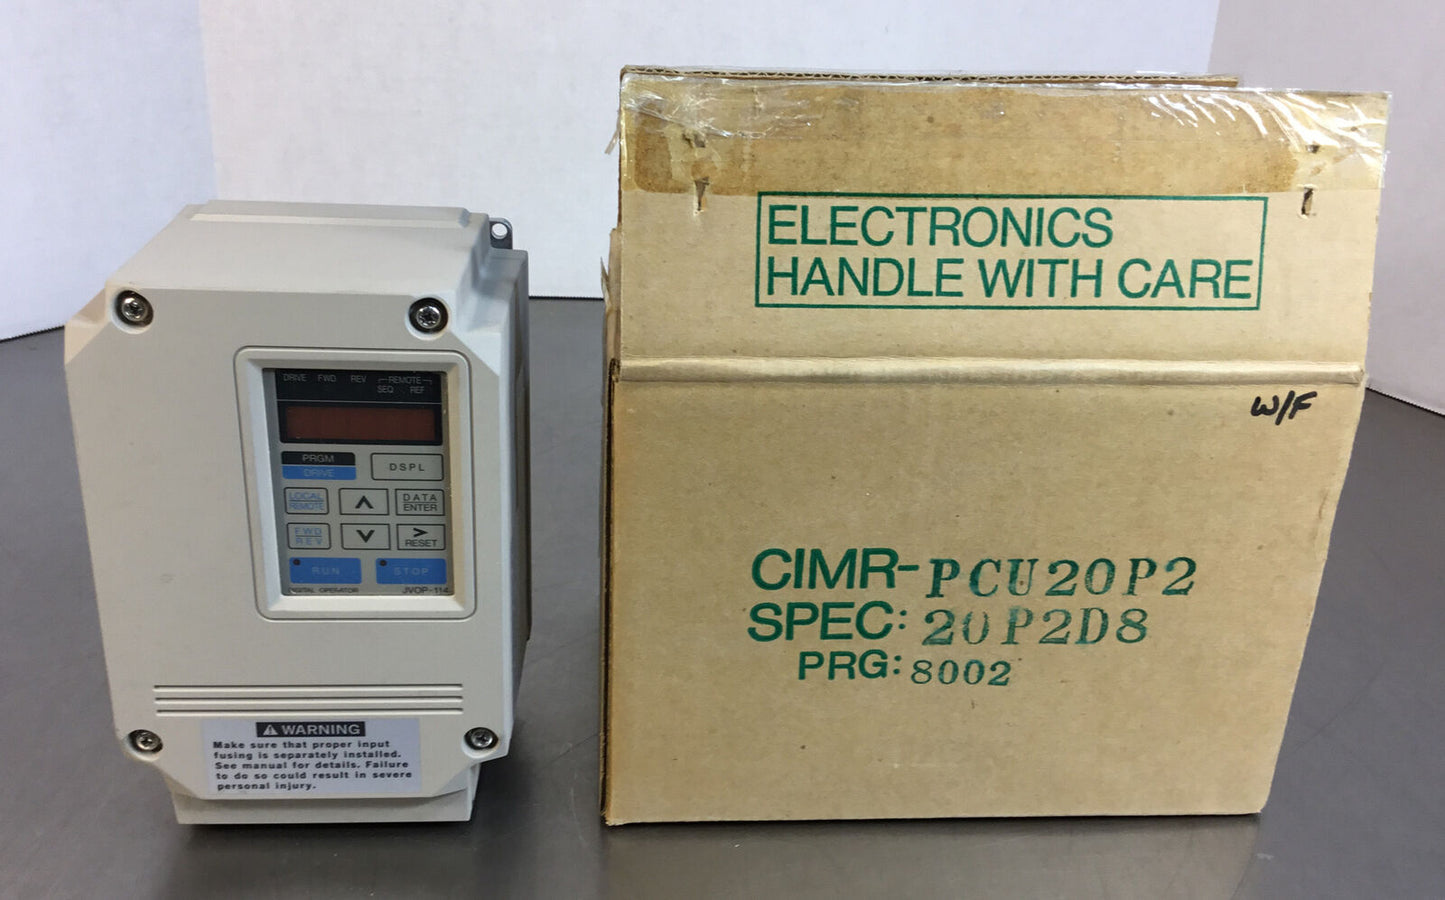 DRIVE FWD REV REMOTE
SEQ REF
PRGM
DRIVE
DSPL
LOCAL
REMOTE
DATA
ENTER
FWD
REV
>
RESET
RUN
STOP
DIGITAL OPERATOR JVOP-114
⚠ WARNING
Make sure that proper input
fusing is separately installed.
See manual for details. Failure
to do so could result in severe
personal injury.
ELECTRONICS
HANDLE WITH CARE
W/F
CIMR-PCU20P2
SPEC: 20P2D8
PRG: 8002